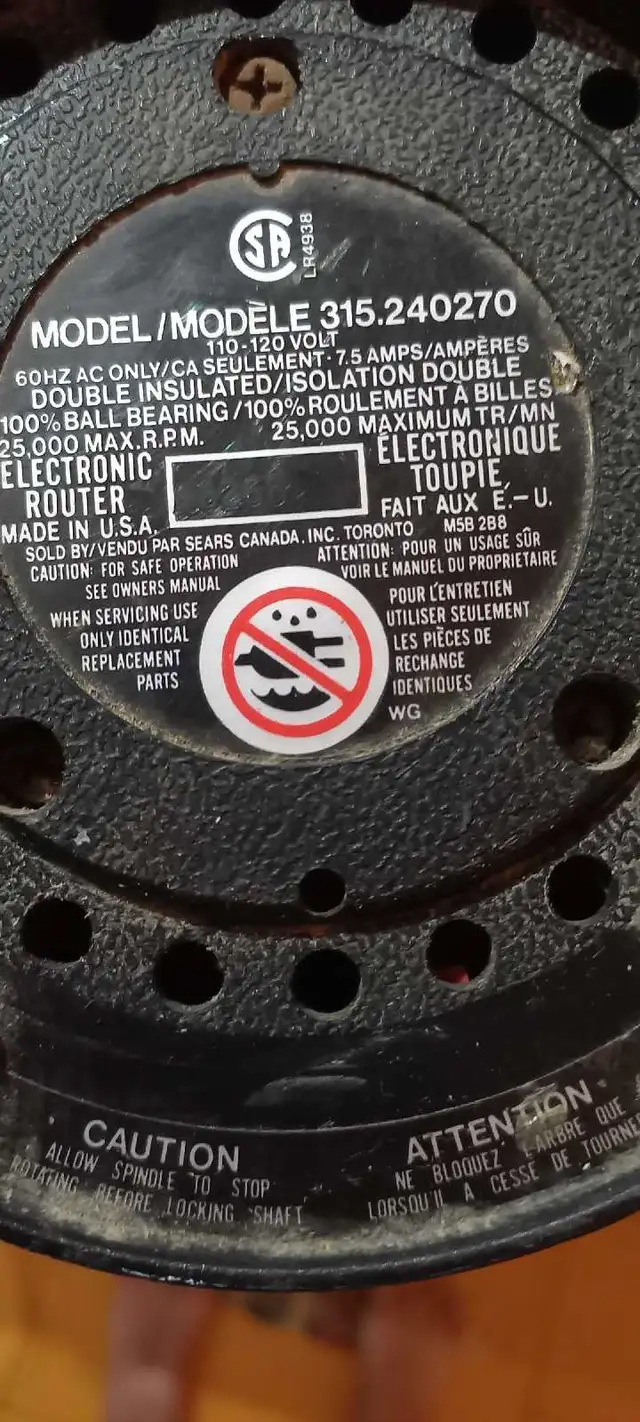 CSA
LR4938
MODEL/MODÈLE 315.240270
110-120 VOLT
60HZ AC ONLY/CA SEULEMENT· 7.5 AMPS/AMPÈRES
DOUBLE INSULATED/ISOLATION DOUBLE
100% BALL BEARING/100% ROULEMENT À BILLES
25,000 MAX. R.P.M. 25,000 MAXIMUM TR/MN
ELECTRONIC
ROUTER
MADE IN U.S.A.
ÉLECTRONIQUE
TOUPIE,
FAIT AUX É.-U.
SOLD BY/VENDU PAR SEARS CANADA, INC. TORONTO M5B 2B8
CAUTION: FOR SAFE OPERATION
SEE OWNERS MANUAL
ATTENTION: POUR UN USAGE SÛR
VOIR LE MANUEL DU PROPRIETAIRE
WHEN SERVICING USE
ONLY IDENTICAL
REPLACEMENT
PARTS
POUR L'ENTRETIEN
UTILISER SEULEMENT
LES PIÈCES DE
RECHANGE
IDENTIQUES
WG
CAUTION
ALLOW SPINDLE TO STOP
ROTATING BEFORE LOCKING SHAFT
ATTENTION
NE BLOQUEZ L'ARBRE QUE
LORSQU'IL A CESSE DE TOURNE